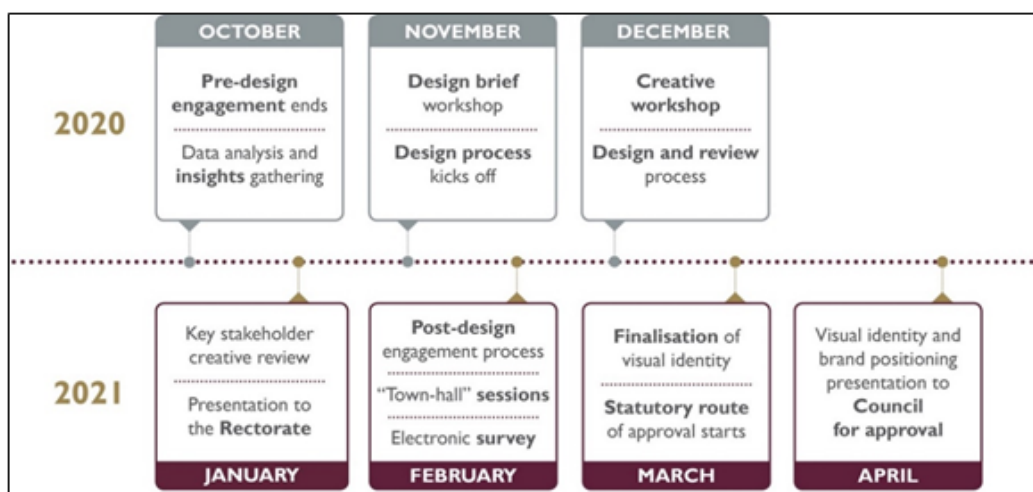 2020
OCTOBER
Pre-design
engagement ends
Data analysis and
insights gathering
NOVEMBER
Design brief
workshop
Design process
kicks off
DECEMBER
Creative
workshop
Design and review
process
2021
Key stakeholder
creative review
Presentation to
the Rectorate
JANUARY
Post-design
engagement process
“Town-hall” sessions
Electronic survey
FEBRUARY
Finalisation of
visual identity
Statutory route
of approval starts
MARCH
Visual identity and
brand positioning
presentation to
Council
for approval
APRIL